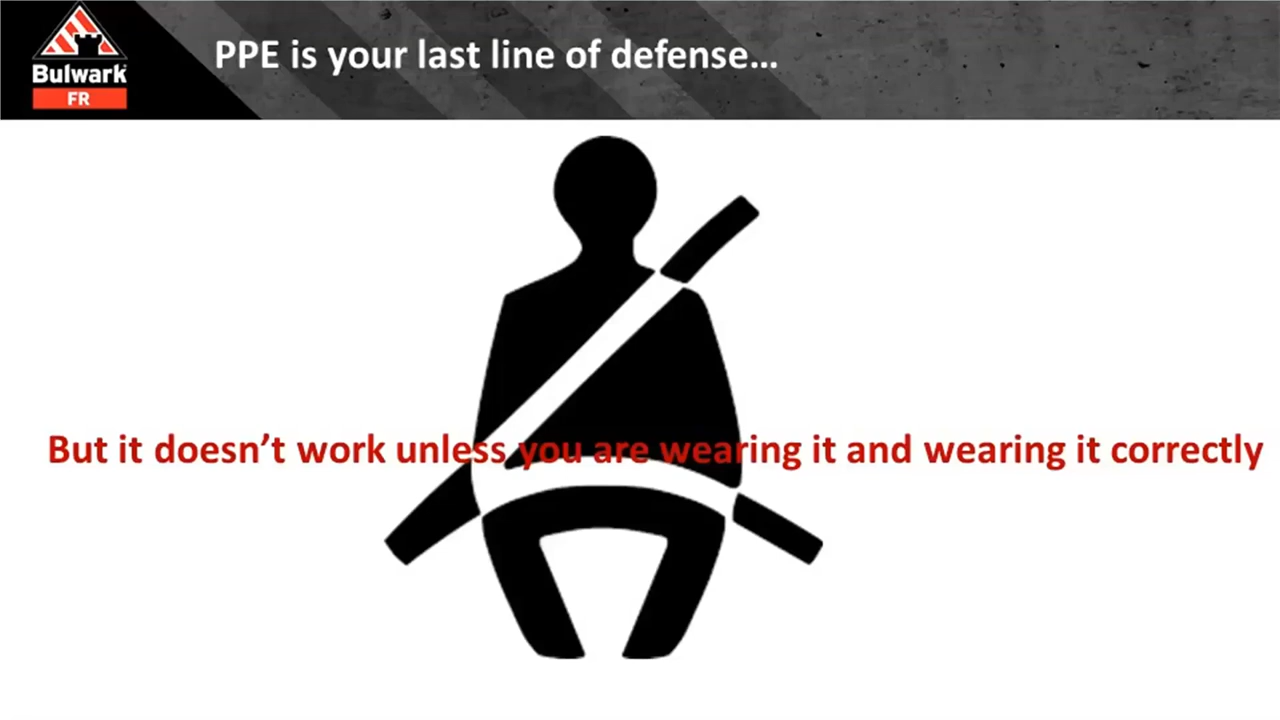 Bulwark
FR
PPE is your last line of defense...
But it doesn’t work unless you are wearing it and wearing it correctly